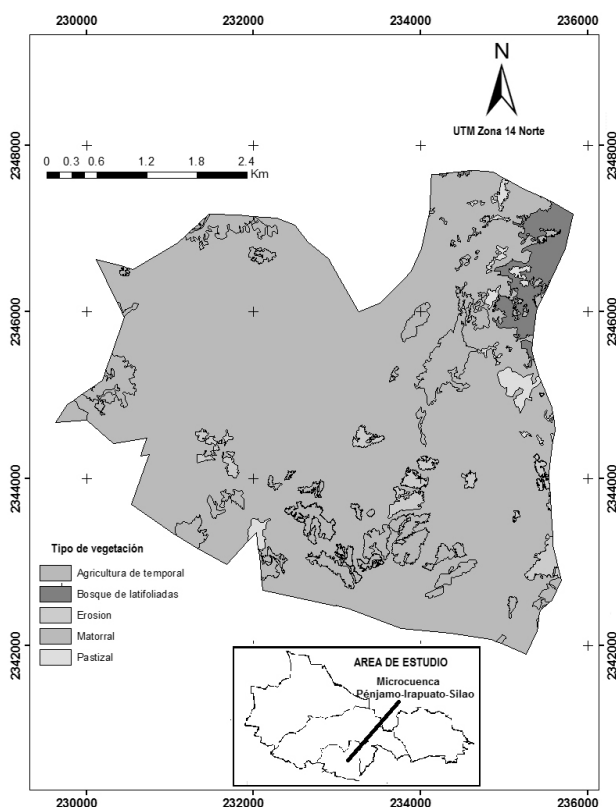 230000 232000 234000 236000
N
UTM Zona 14 Norte
0 0.3 0.6 1.2 1.8 2.4
Km
2348000 2348000
2346000 2346000
2344000 2344000
2342000 2342000
Tipo de vegetación
Agricultura de temporal
Bosque de latifoliadas
Erosion
Matorral
Pastizal
AREA DE ESTUDIO
Microcuenca
Pénjamo-Irapuato-Silao
230000 232000 234000 236000